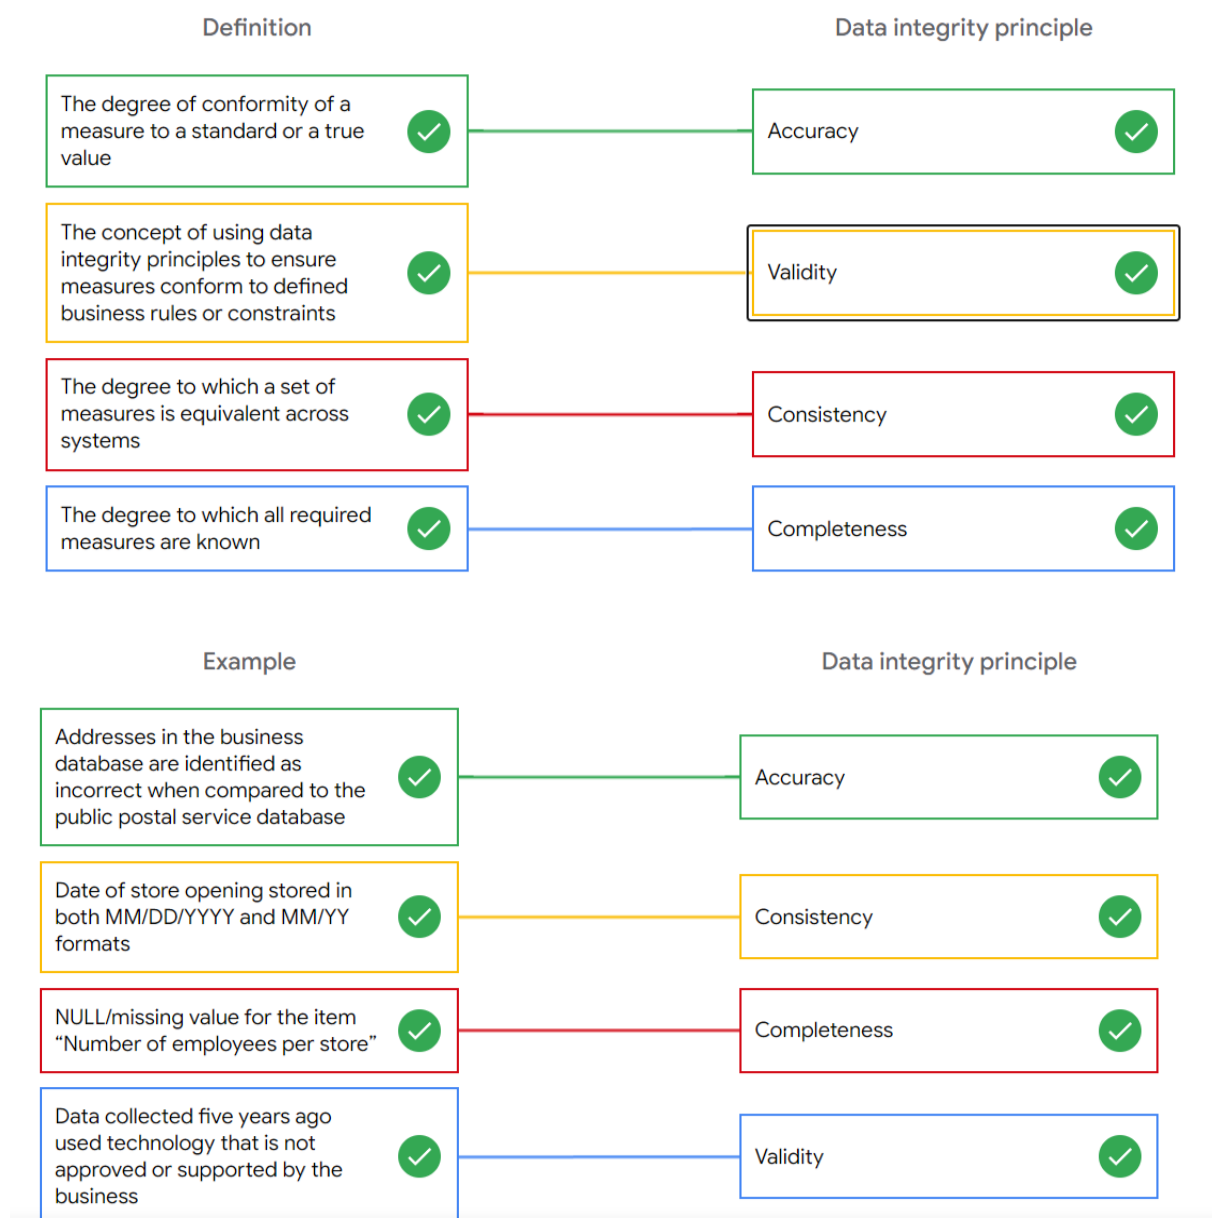 Definition
Data integrity principle
The degree of conformity of a
measure to a standard or a true
value
Accuracy
The concept of using data
integrity principles to ensure
measures conform to defined
business rules or constraints
Validity
The degree to which a set of
measures is equivalent across
systems
Consistency
The degree to which all required
measures are known
Completeness
Example
Data integrity principle
Addresses in the business
database are identified as
incorrect when compared to the
public postal service database
Accuracy
Date of store opening stored in
both MM/DD/YYYY and MM/YY
formats
Consistency
NULL/missing value for the item
“Number of employees per store”
Completeness
Data collected five years ago
used technology that is not
approved or supported by the
business
Validity